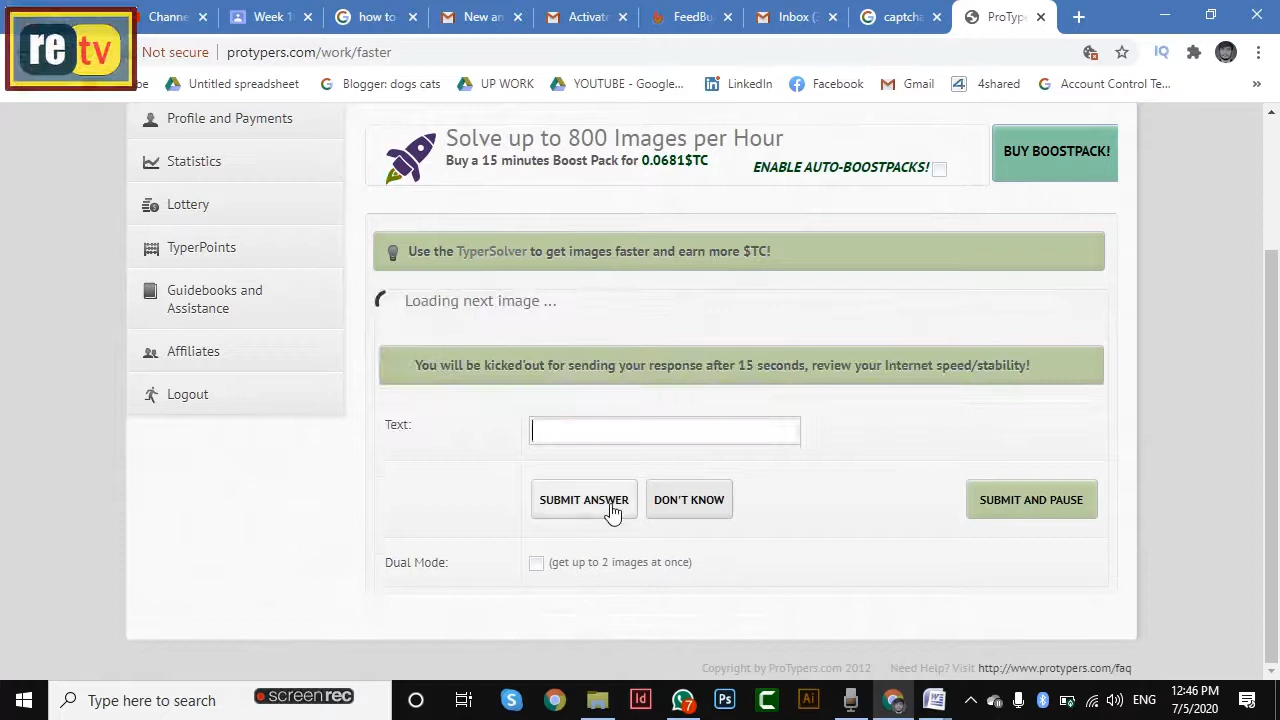 re tv
Channe
Week 1
how to
New an
Activate
FeedBu
Inbox (3
captcha
ProType
Not secure
protypers.com/work/faster
Untitled spreadsheet
Blogger: dogs cats
UP WORK
YOUTUBE - Google...
LinkedIn
Facebook
Gmail
4shared
Account Control Te...
»
Profile and Payments
Statistics
Lottery
TyperPoints
Guidebooks and
Assistance
Affiliates
Logout
Solve up to 800 Images per Hour
Buy a 15 minutes Boost Pack for 0.0681$TC
ENABLE AUTO-BOOSTPACKS!
BUY BOOSTPACK!
Use the TyperSolver to get images faster and earn more $TC!
Loading next image ...
You will be kicked'out for sending your response after 15 seconds, review your Internet speed/stability!
Text:
SUBMIT ANSWER
DON'T KNOW
SUBMIT AND PAUSE
Dual Mode:
(get up to 2 images at once)
Copyright by ProTypers.com 2012
Need Help? Visit http://www.protypers.com/faq
Type here to search
screenrec
7
ENG
12:46 PM
7/5/2020